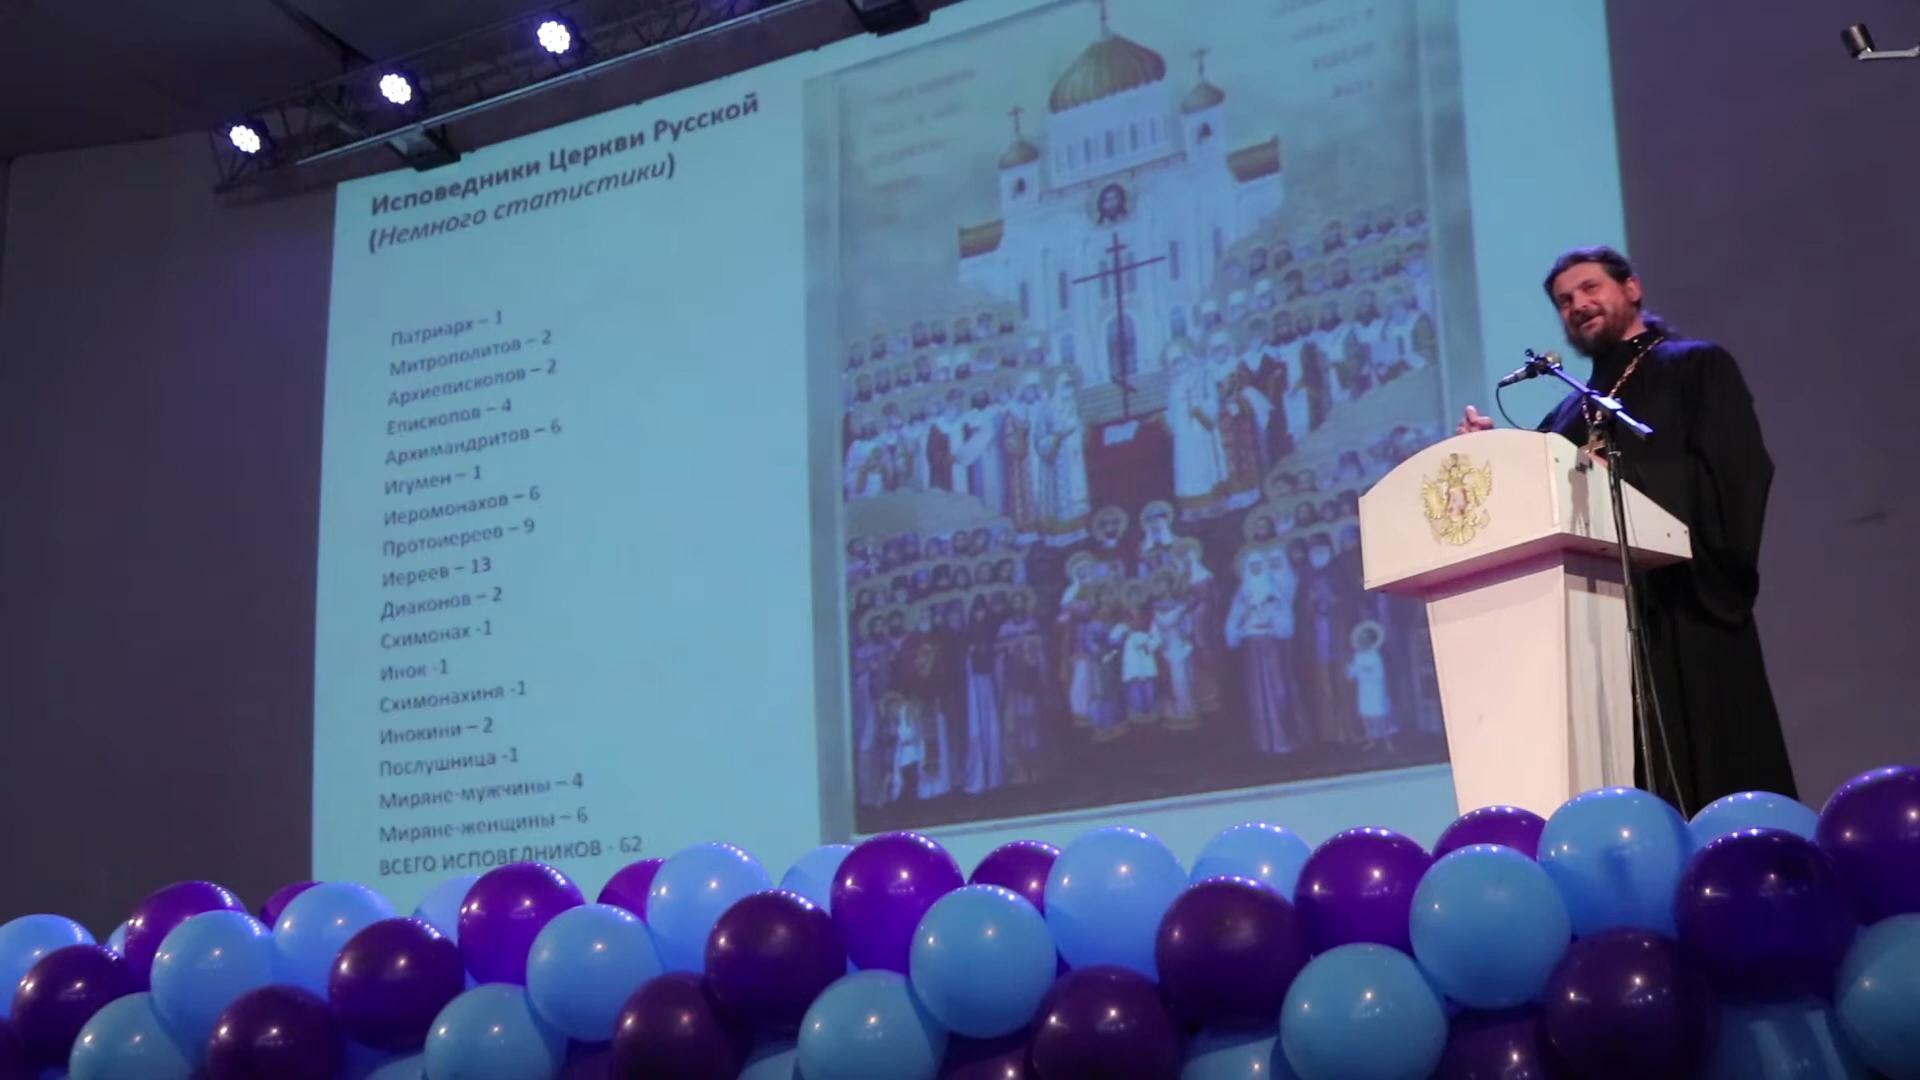 Исповедники Церкви Русской
(Немного статистики)
Патриарх – 1
Митрополитов – 2
Архиепископов – 2
Епископов – 4
Архимандритов – 6
Игумен – 1
Иеромонахов – 6
Протоиереев – 9
Иереев – 13
Диаконов – 2
Схимонах -1
Инок -1
Схимонахиня -1
Инокини – 2
Послушница -1
Миряне-мужчины – 4
Миряне-женщины – 6
ВСЕГО ИСПОВЕДНИКОВ - 62